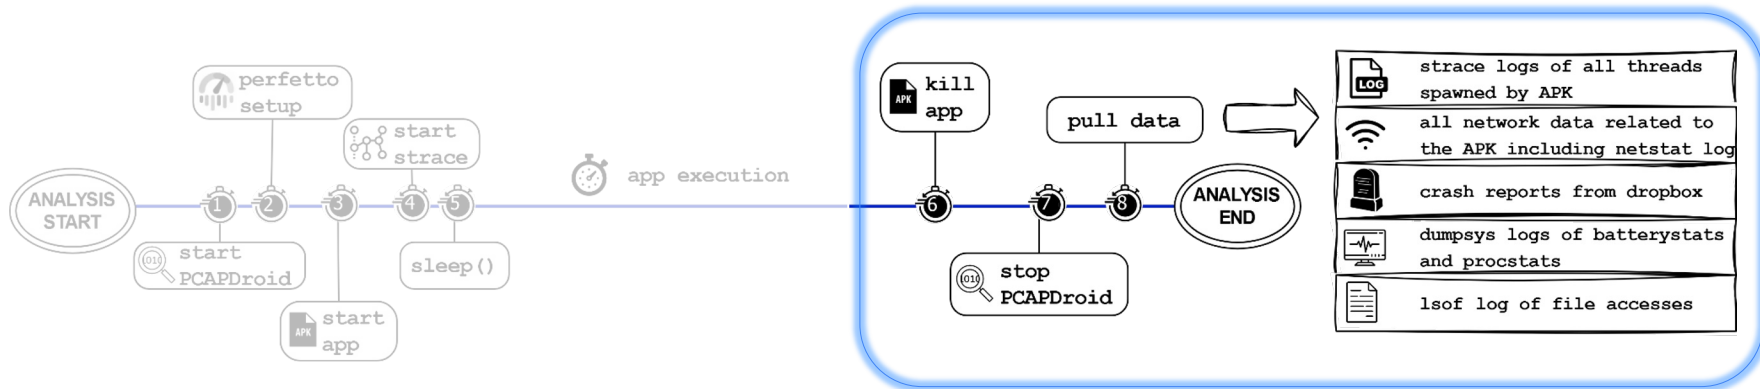 ANALYSIS
START
1
start
PCAPDroid
1010
perfetto
setup
2
3
APK
start
app
start
strace
4
5
sleep()
app execution
APK
kill
app
6
7
1010
stop
PCAPDroid
pull data
8
ANALYSIS
END
LOG
strace logs of all threads
spawned by APK
all network data related to
the APK including netstat log
crash reports from dropbox
dumpsys logs of batterystats
and procstats
lsof log of file accesses